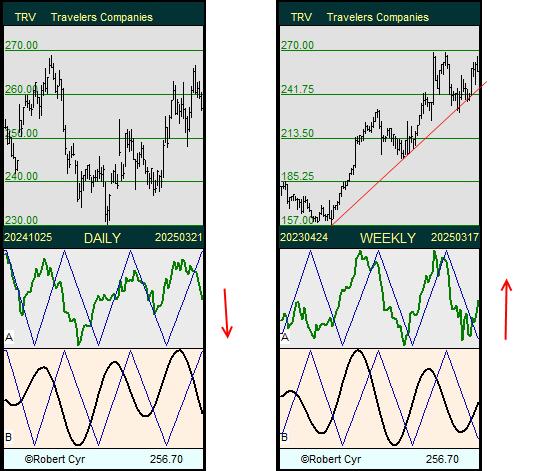 TRV Travelers Companies
270.00
260.00
250.00
240.00
230.00
20241025 DAILY 20250321
A
B
©Robert Cyr 256.70
TRV Travelers Companies
270.00
241.75
213.50
185.25
157.00
20230424 WEEKLY 20250317
A
B
©Robert Cyr 256.70